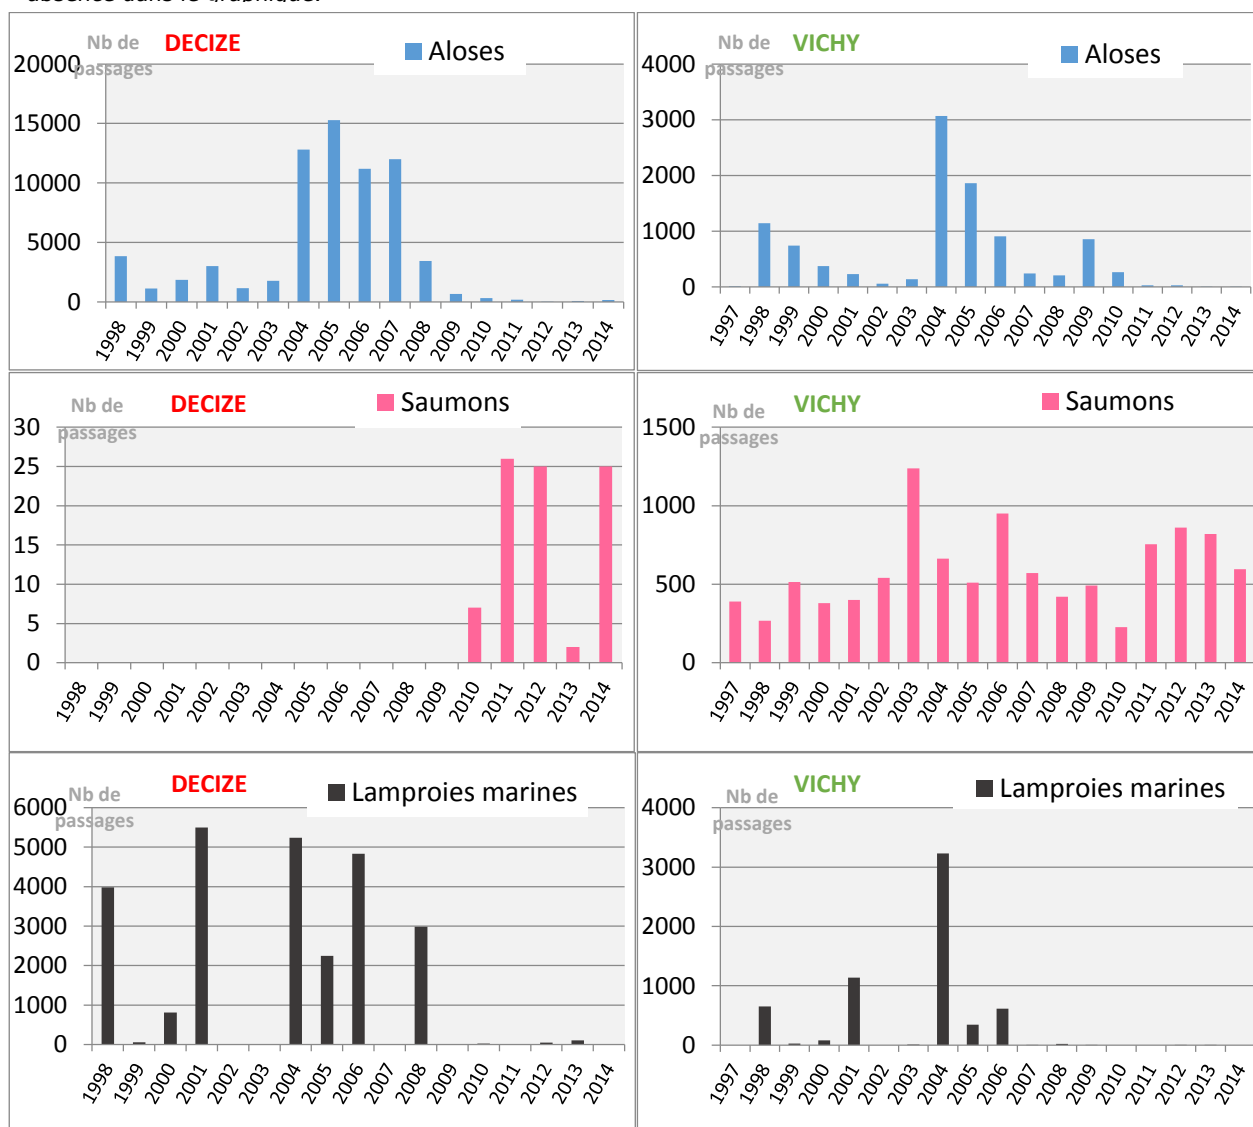 Nb de passages DECIZE Aloses
20000
15000
10000
5000
0
1998 1999 2000 2001 2002 2003 2004 2005 2006 2007 2008 2009 2010 2011 2012 2013 2014
Nb de passages VICHY Aloses
4000
3000
2000
1000
0
1997 1998 1999 2000 2001 2002 2003 2004 2005 2006 2007 2008 2009 2010 2011 2012 2013 2014
Nb de passages DECIZE Saumons
30
25
20
15
10
5
0
1998 1999 2000 2001 2002 2003 2004 2005 2006 2007 2008 2009 2010 2011 2012 2013 2014
Nb de passages VICHY Saumons
1500
1000
500
0
1997 1998 1999 2000 2001 2002 2003 2004 2005 2006 2007 2008 2009 2010 2011 2012 2013 2014
Nb de passages DECIZE Lamproies marines
6000
5000
4000
3000
2000
1000
0
1998 1999 2000 2001 2002 2003 2004 2005 2006 2007 2008 2009 2010 2011 2012 2013 2014
Nb de passages VICHY Lamproies marines
4000
3000
2000
1000
0
1997 1998 1999 2000 2001 2002 2003 2004 2005 2006 2007 2008 2009 2010 2011 2012 2013 2014